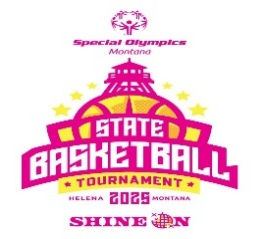 Special Olympics
Montana
STATE
BASKETBALL
TOURNAMENT
HELENA 2025 MONTANA
SHINE ON